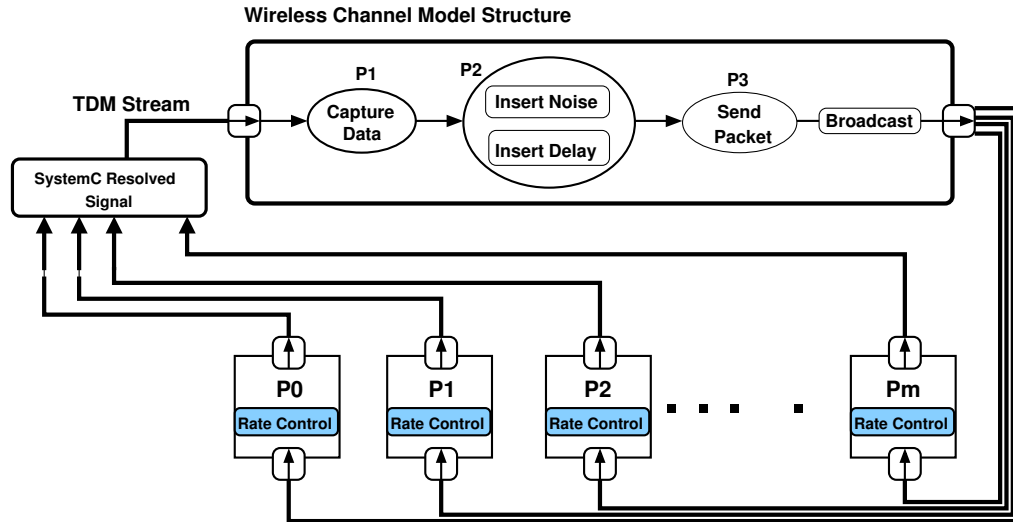 Wireless Channel Model Structure
P1
P2
P3
TDM Stream
Capture
Data
Insert Noise
Insert Delay
Send
Packet
Broadcast
SystemC Resolved
Signal
P0
P1
P2
Pm
Rate Control
Rate Control
Rate Control
Rate Control